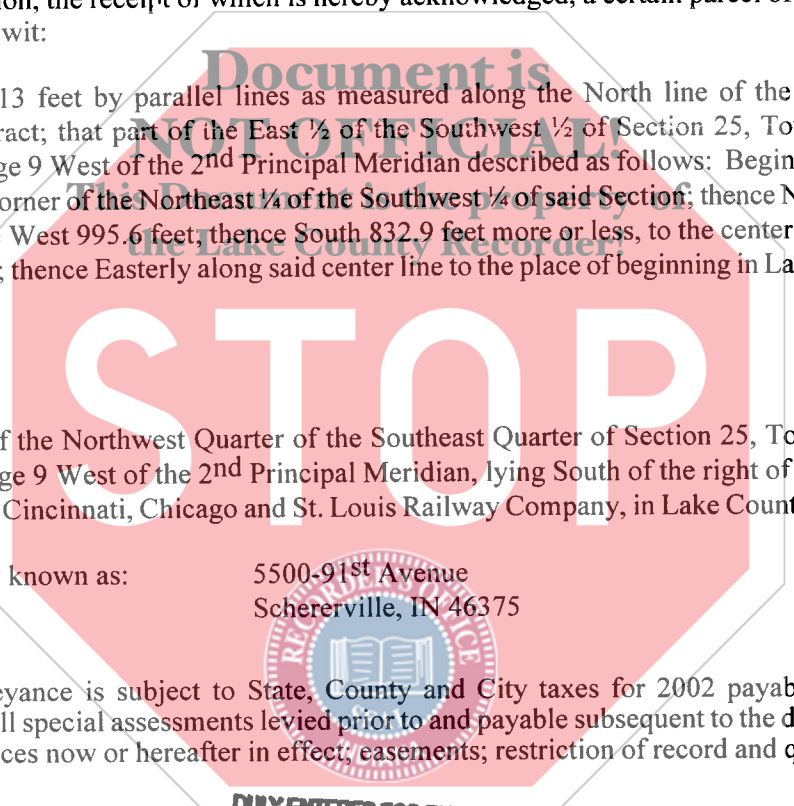 the receipt of which is hereby acknowledged, a certain parcel of
wit:
Document is
13 feet by parallel lines as measured along the North line of the
ract; that part of the East ½ of the Southwest ½ of Section 25, To
NOT OFFICIAL!
ge 9 West of the 2nd Principal Meridian described as follows: Begin
orner of the Northeast ¼ of the Southwest ¼ of said Section; thence N
This Document is the property of
West 995.6 feet; thence South 832.9 feet more or less, to the center
the Lake County Recorder!
; thence Easterly along said center line to the place of beginning in La
STOP
f the Northwest Quarter of the Southeast Quarter of Section 25, To
ge 9 West of the 2nd Principal Meridian, lying South of the right of
Cincinnati, Chicago and St. Louis Railway Company, in Lake Count
known as: 5500-91st Avenue
Schererville, IN 46375
RECORDER'S OFFICE
eyance is subject to State, County and City taxes for 2002 payab
ll special assessments levied prior to and payable subsequent to the d
ces now or hereafter in effect; easements; restriction of record and q
DULY ENTERED FOR